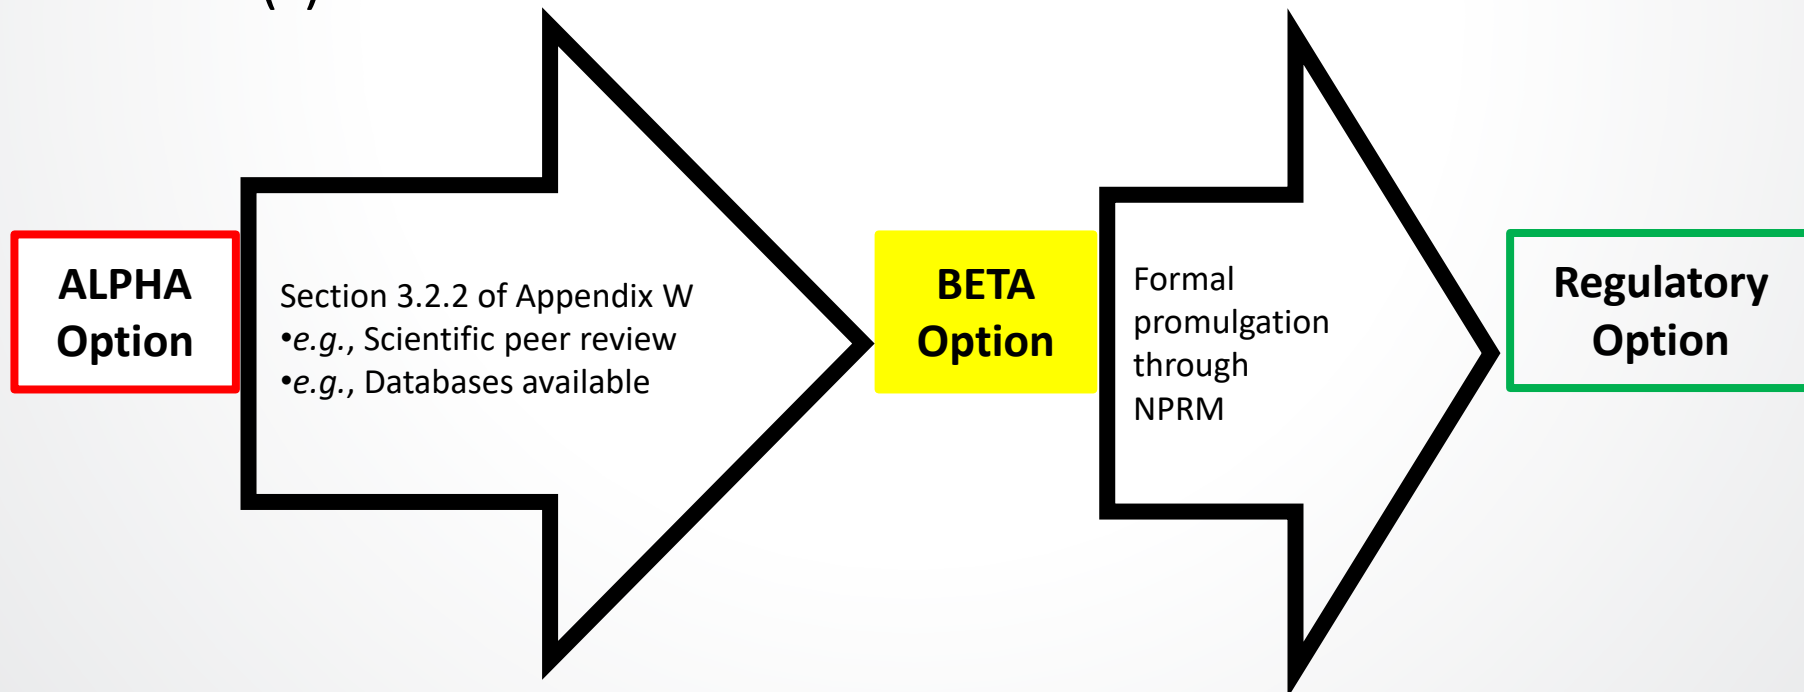 ALPHA
Option
Section 3.2.2 of Appendix W
•e.g., Scientific peer review
•e.g., Databases available
BETA
Option
Formal
promulgation
through
NPRM
Regulatory
Option